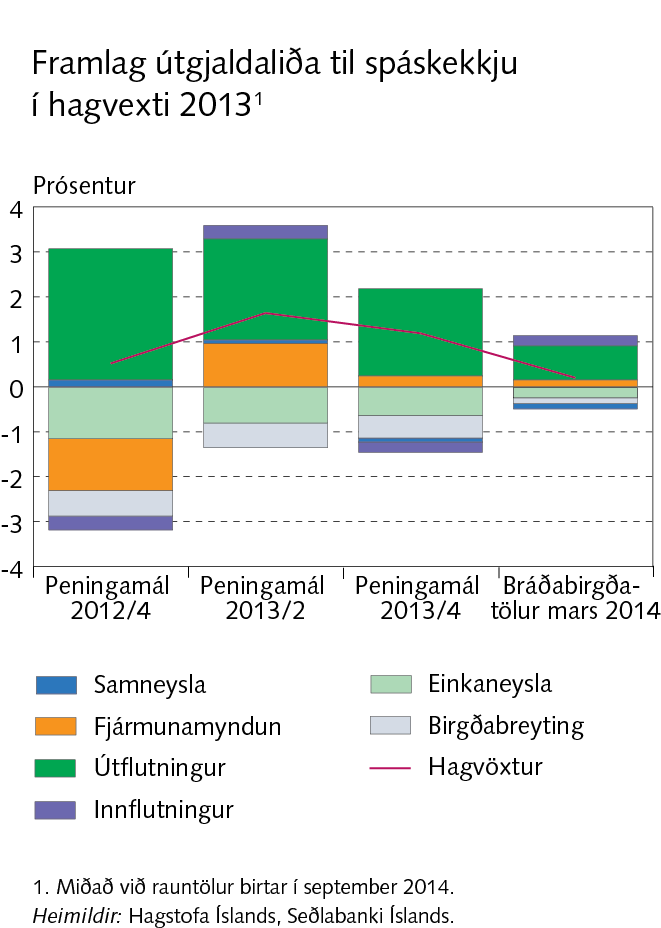 Framlag útgjaldaliða til spáskekkju
í hagvexti 2013¹
Prósentur
4
3
2
1
0
-1
-2
-3
-4
Peningamál
2012/4
Peningamál
2013/2
Peningamál
2013/4
Bráðabirgða-
tölur mars 2014
Samneysla
Fjármunamyndun
Útflutningur
Innflutningur
Einkaneysla
Birgðabreyting
Hagvöxtur
1. Miðað við rauntölur birtar í september 2014.
Heimildir: Hagstofa Íslands, Seðlabanki Íslands.